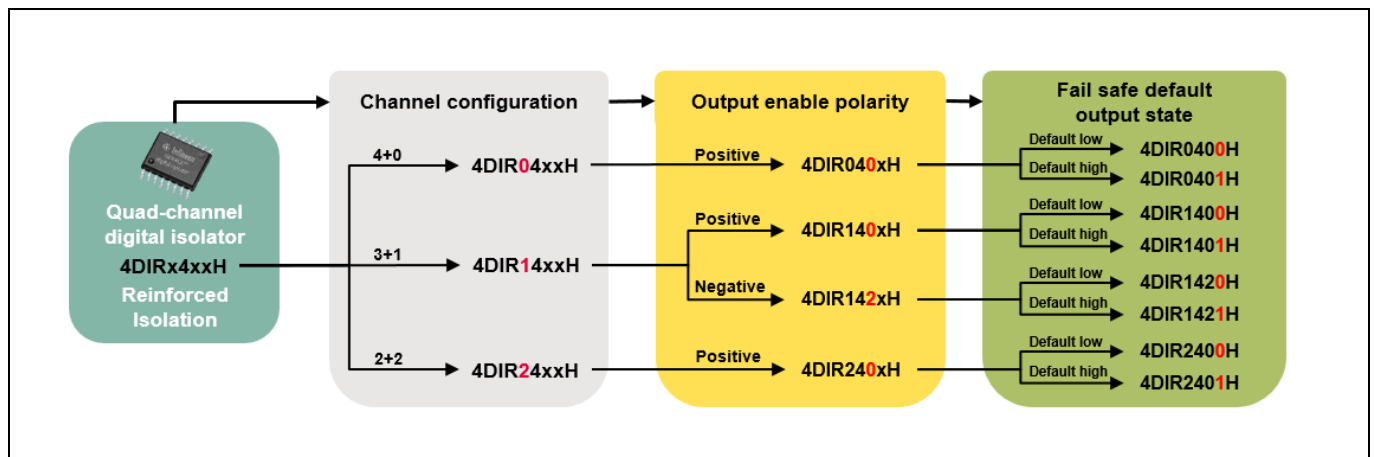 Channel configuration
Output enable polarity
Fail safe default
output state
Infineon
Quad-channel
digital isolator
4DIRx4xxH
Reinforced
Isolation
4+0
4DIR04xxH
3+1
4DIR14xxH
2+2
4DIR24xxH
Positive
4DIR040xH
Positive
4DIR140xH
Negative
4DIR142xH
Positive
4DIR240xH
Default low
4DIR0400H
Default high
4DIR0401H
Default low
4DIR1400H
Default high
4DIR1401H
Default low
4DIR1420H
Default high
4DIR1421H
Default low
4DIR2400H
Default high
4DIR2401H